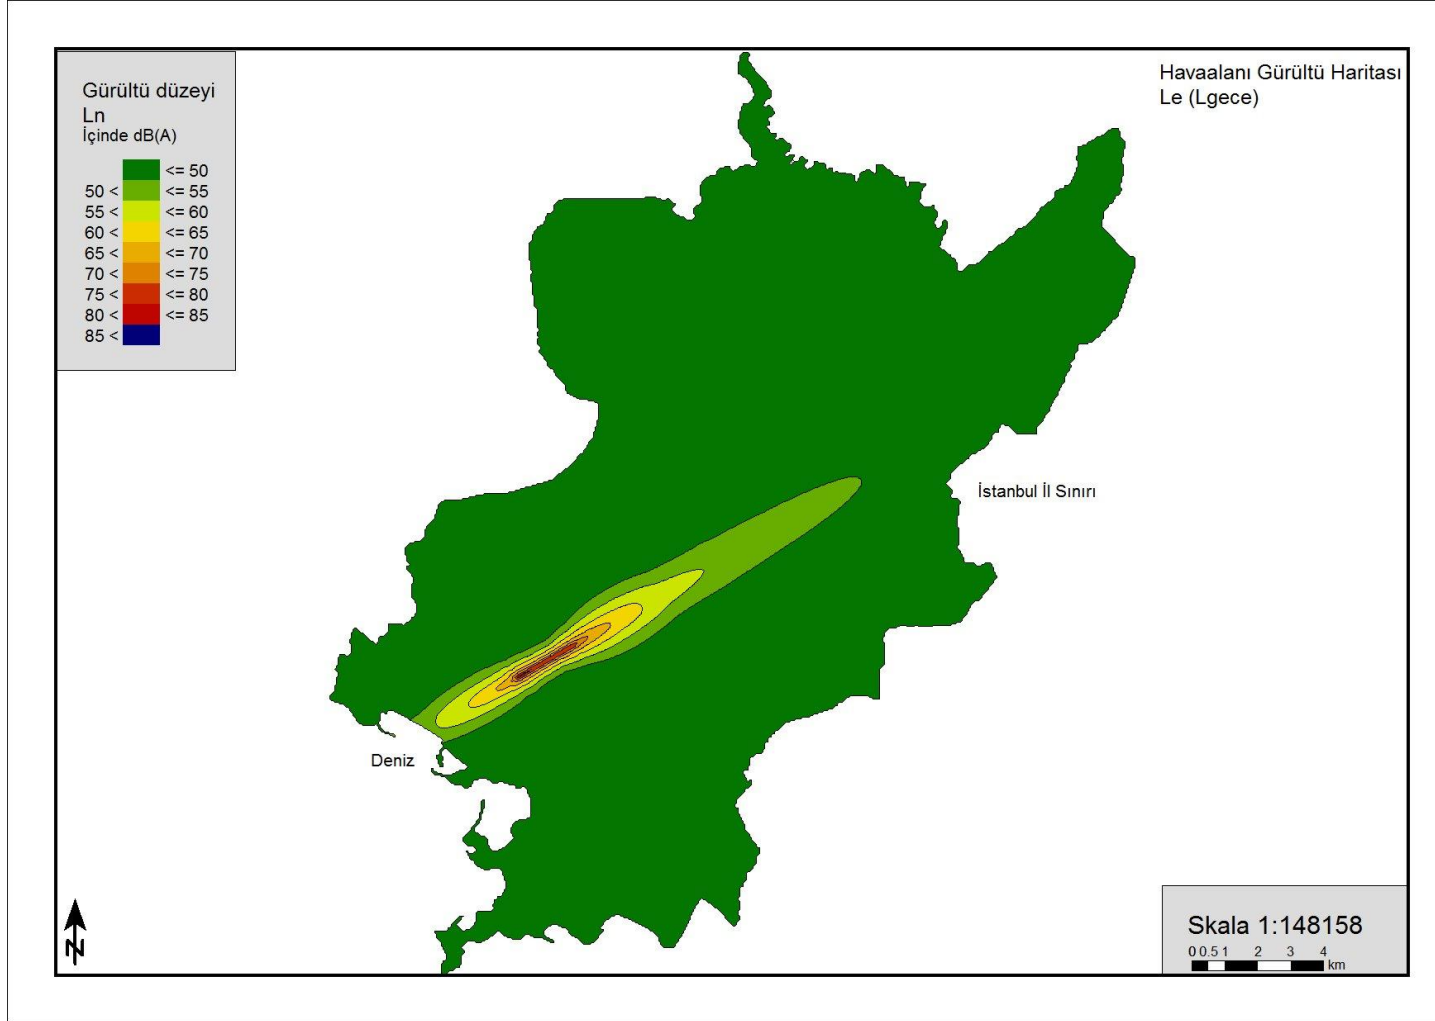 Gürültü düzeyi
Ln
İçinde dB(A)
<= 50
50 < <= 55
55 < <= 60
60 < <= 65
65 < <= 70
70 < <= 75
75 < <= 80
80 < <= 85
85 <
Havaalanı Gürültü Haritası
Le (Lgece)
İstanbul İl Sınırı
Deniz
N
Skala 1:148158
0 0.5 1 2 3 4
km